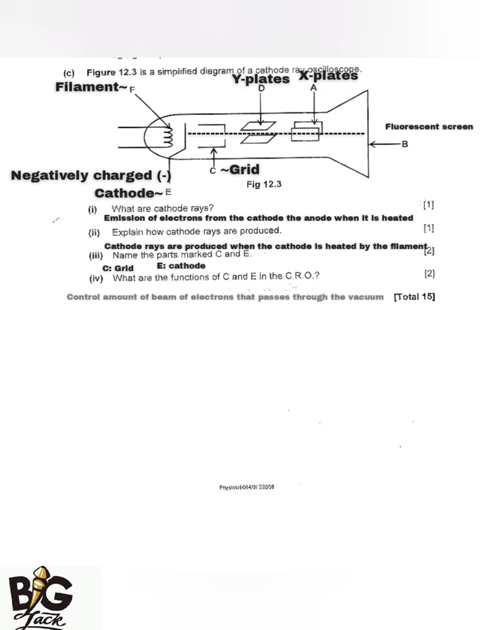 (c) Figure 12.3 is a simplified diagram of a cathode ray oscilloscope.
Y-plates X-plates
Filament~ F D A
Fluorescent screen
B
C ~Grid
Negatively charged (-)
Cathode~ E
Fig 12.3
(i) What are cathode rays? [1]
Emission of electrons from the cathode the anode when it is heated
(ii) Explain how cathode rays are produced. [1]
Cathode rays are produced when the cathode is heated by the filament
(iii) Name the parts marked C and E. [2]
C: Grid E: cathode
(iv) What are the functions of C and E in the C.R.O.? [2]
Control amount of beam of electrons that passes through the vacuum [Total 15]
BIG
Jack